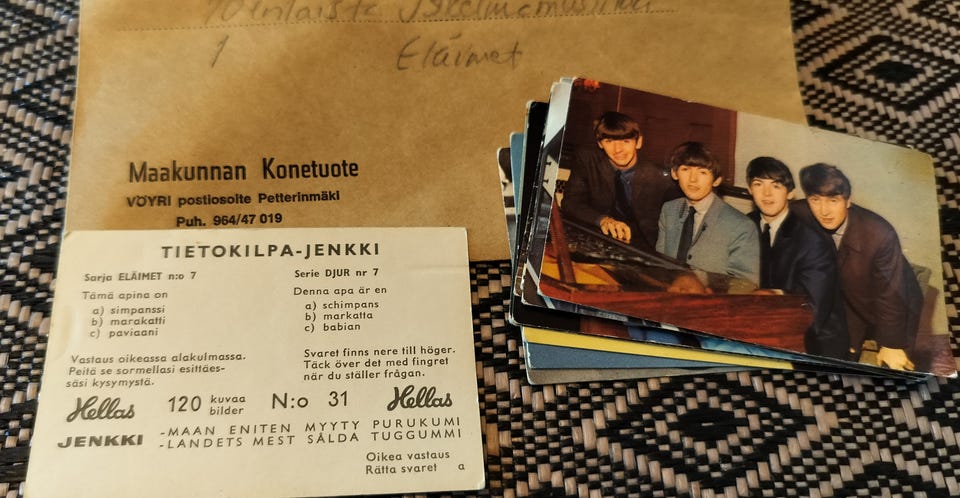 1
Eläimet
Maakunnan Konetuote
VÖYRI postiosoite Petterinmäki
Puh. 964/47 019
TIETOKILPA-JENKKI
Sarja ELÄIMET n:o 7
Tämä apina on
a) simpanssi
b) marakatti
c) paviaani
Vastaus oikeassa alakulmassa.
Peitä se sormellasi esittäes-
säsi kysymystä.
Serie DJUR nr 7
Denna apa är en
a) schimpans
b) markatta
c) babian
Svaret finns nere till höger.
Täck över det med fingret
när du ställer frågan.
Hellas 120 kuvaa bilder N:o 31 Hellas
JENKKI -MAAN ENITEN MYYTY PURUKUMI
-LANDETS MEST SÅLDA TUGGUMMI
Oikea vastaus
Rätta svaret a